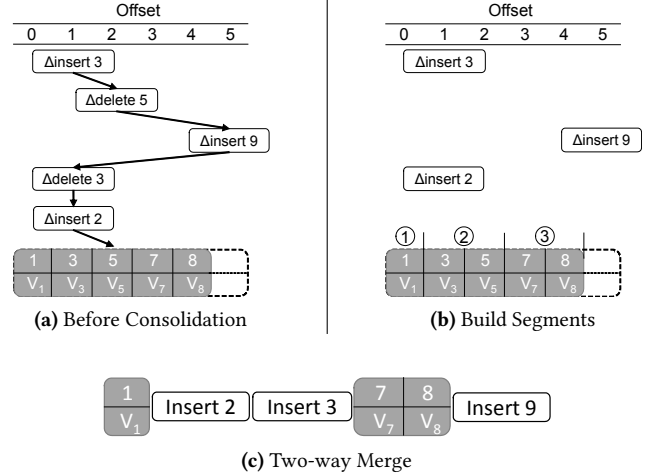 Offset
0 1 2 3 4 5
Δinsert 3
Δdelete 5
Δinsert 9
Δdelete 3
Δinsert 2
1 3 5 7 8
V1 V3 V5 V7 V8
(a) Before Consolidation
Offset
0 1 2 3 4 5
Δinsert 3
Δinsert 9
Δinsert 2
① ② ③
1 3 5 7 8
V1 V3 V5 V7 V8
(b) Build Segments
1 Insert 2 Insert 3 7 8 Insert 9
V1 V7 V8
(c) Two-way Merge